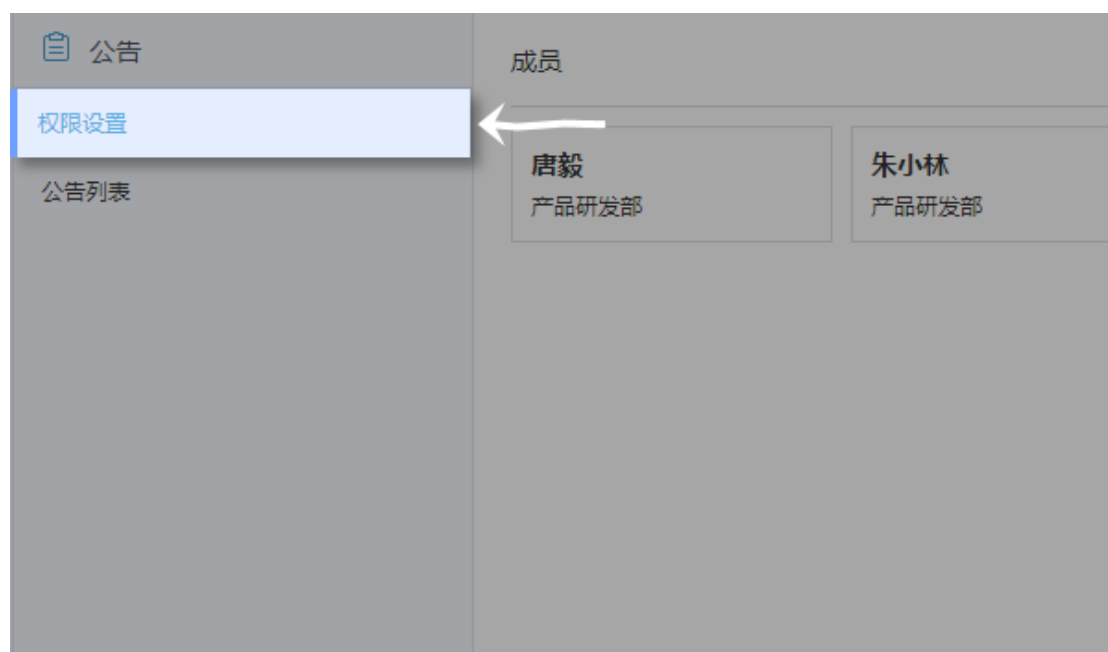 公告
权限设置
公告列表
成员
唐毅
产品研发部
朱小林
产品研发部